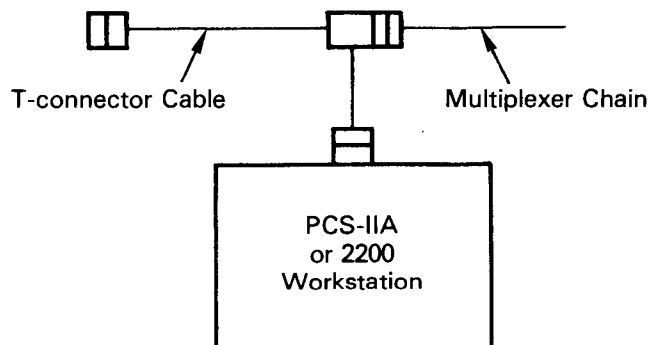 T-connector Cable
Multiplexer Chain
PCS-IIA
or 2200
Workstation